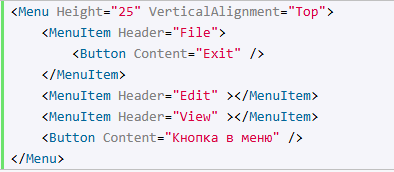 <Menu Height="25" VerticalAlignment="Top">
    <MenuItem Header="File">
        <Button Content="Exit" />
    </MenuItem>
    <MenuItem Header="Edit" ></MenuItem>
    <MenuItem Header="View" ></MenuItem>
    <Button Content="Кнопка в меню" />
</Menu>